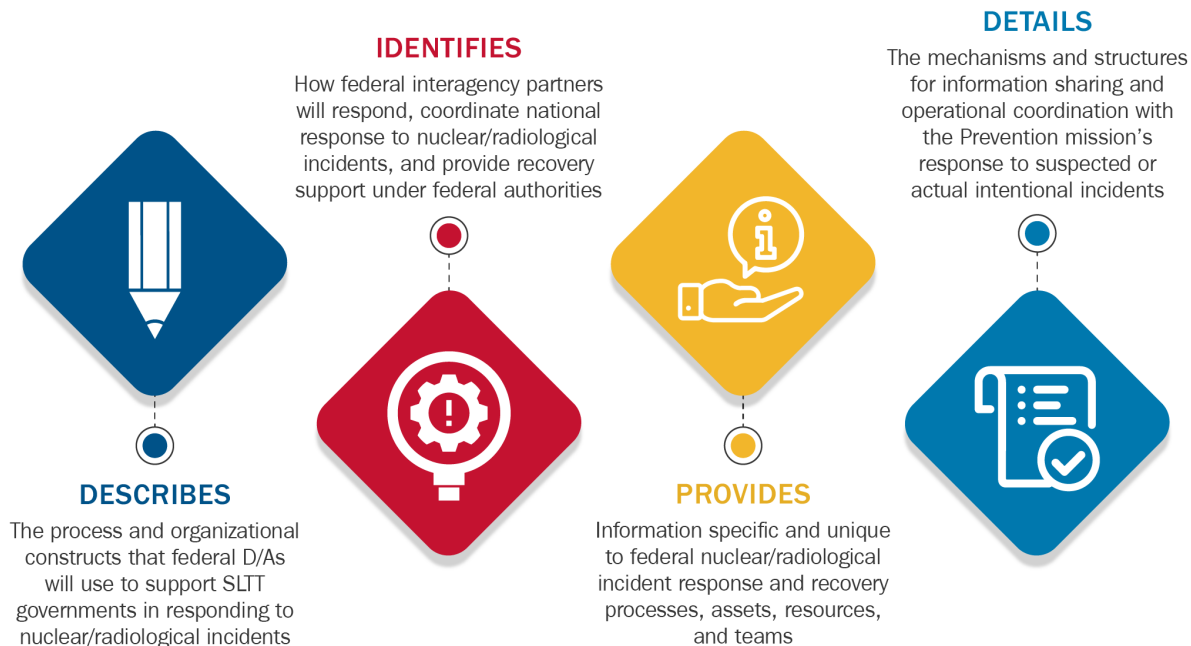 DESCRIBES
The process and organizational
constructs that federal D/As
will use to support SLTT
governments in responding to
nuclear/radiological incidents
IDENTIFIES
How federal interagency partners
will respond, coordinate national
response to nuclear/radiological
incidents, and provide recovery
support under federal authorities
PROVIDES
Information specific and unique
to federal nuclear/radiological
incident response and recovery
processes, assets, resources,
and teams
DETAILS
The mechanisms and structures
for information sharing and
operational coordination with
the Prevention mission’s
response to suspected or
actual intentional incidents